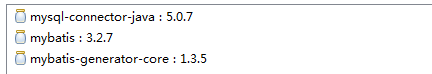 mysql-connector-java : 5.0.7
mybatis : 3.2.7
mybatis-generator-core : 1.3.5